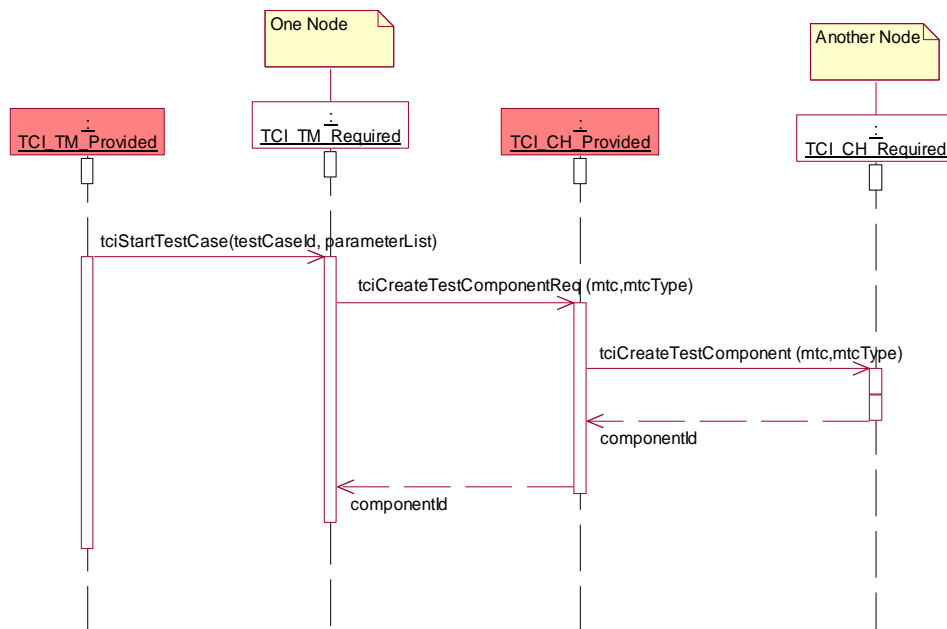 One Node
Another Node
:
TCI_TM_Provided
:
TCI_TM_Required
:
TCI_CH_Provided
:
TCI_CH_Required
tciStartTestCase(testCaseId, parameterList)
tciCreateTestComponentReq (mtc,mtcType)
tciCreateTestComponent (mtc,mtcType)
componentId
componentId